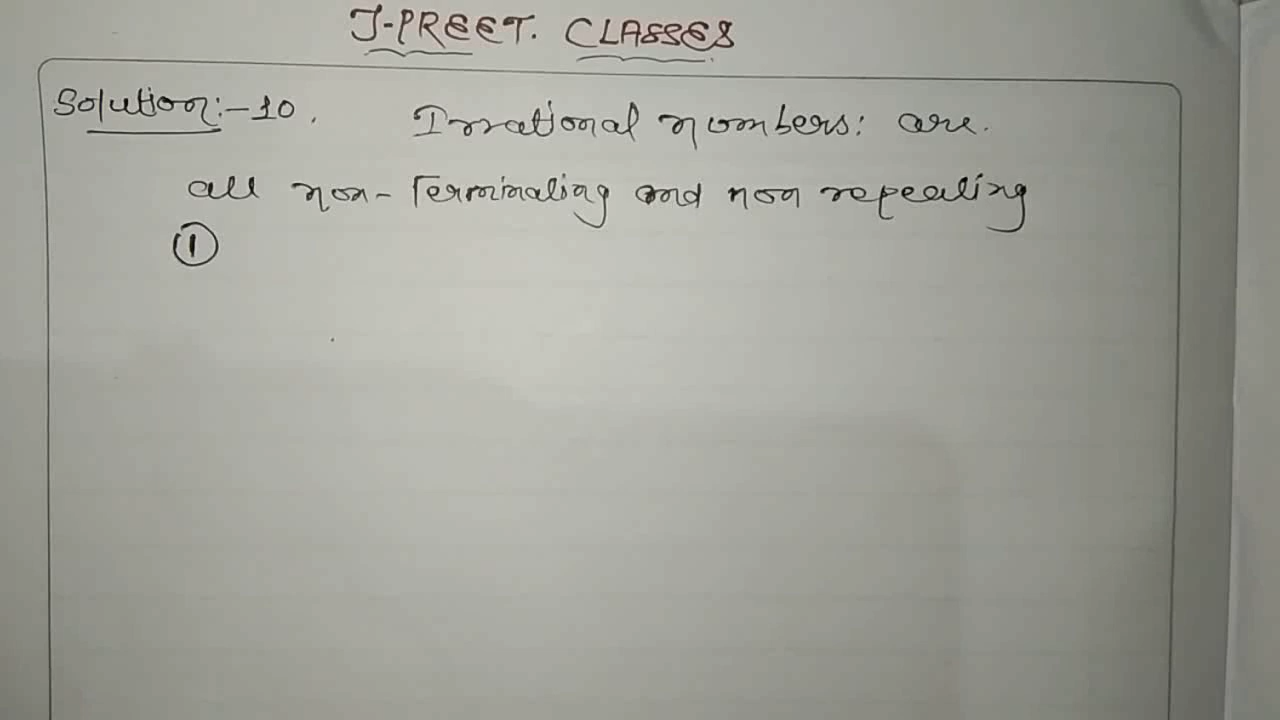 J-PREET. CLASSES
Solution:-10. Irrational numbers: are.
all non-Terminating and non repeating
①